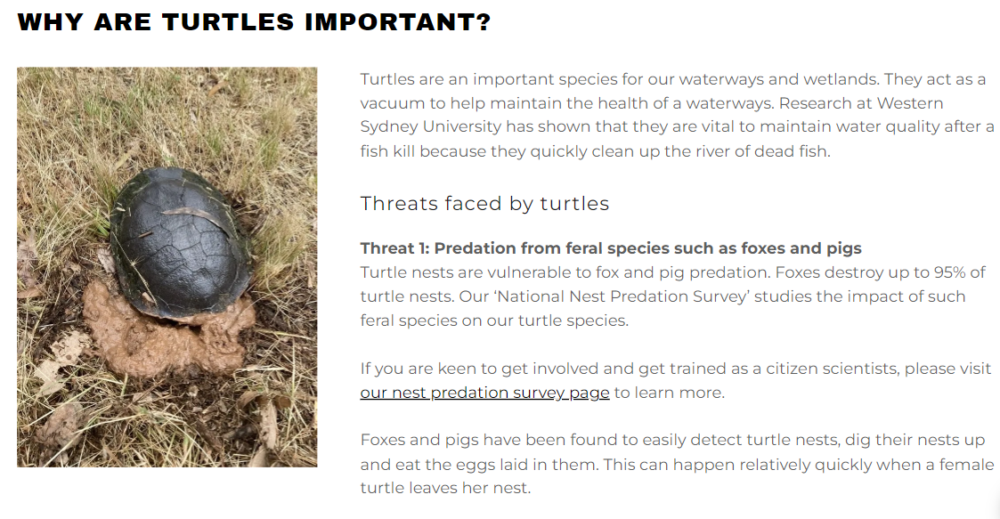 WHY ARE TURTLES IMPORTANT?
Turtles are an important species for our waterways and wetlands. They act as a
vacuum to help maintain the health of a waterways. Research at Western
Sydney University has shown that they are vital to maintain water quality after a
fish kill because they quickly clean up the river of dead fish.
Threats faced by turtles
Threat 1: Predation from feral species such as foxes and pigs
Turtle nests are vulnerable to fox and pig predation. Foxes destroy up to 95% of
turtle nests. Our ‘National Nest Predation Survey’ studies the impact of such
feral species on our turtle species.
If you are keen to get involved and get trained as a citizen scientists, please visit
our nest predation survey page to learn more.
Foxes and pigs have been found to easily detect turtle nests, dig their nests up
and eat the eggs laid in them. This can happen relatively quickly when a female
turtle leaves her nest.